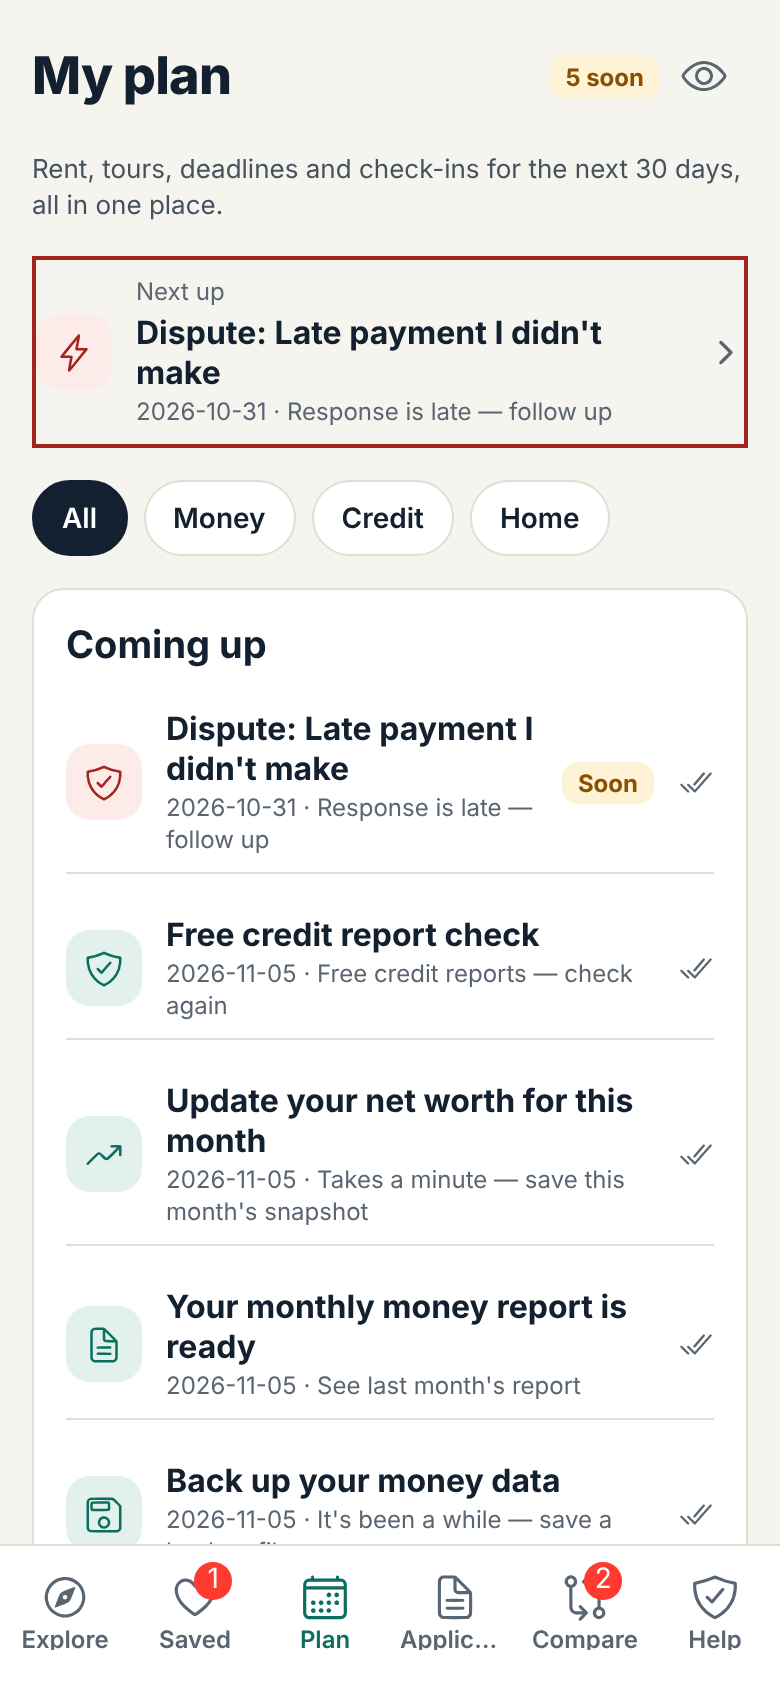 My plan
5 soon
Rent, tours, deadlines and check-ins for the next 30 days,
all in one place.
Next up
Dispute: Late payment I didn't
make
2026-10-31 · Response is late — follow up
All
Money
Credit
Home
Coming up
Dispute: Late payment I
didn't make
2026-10-31 · Response is late —
follow up
Soon
Free credit report check
2026-11-05 · Free credit reports — check
again
Update your net worth for this
month
2026-11-05 · Takes a minute — save this
month's snapshot
Your monthly money report is
ready
2026-11-05 · See last month's report
Back up your money data
2026-11-05 · It's been a while — save a
1
2
Explore
Saved
Plan
Applic...
Compare
Help